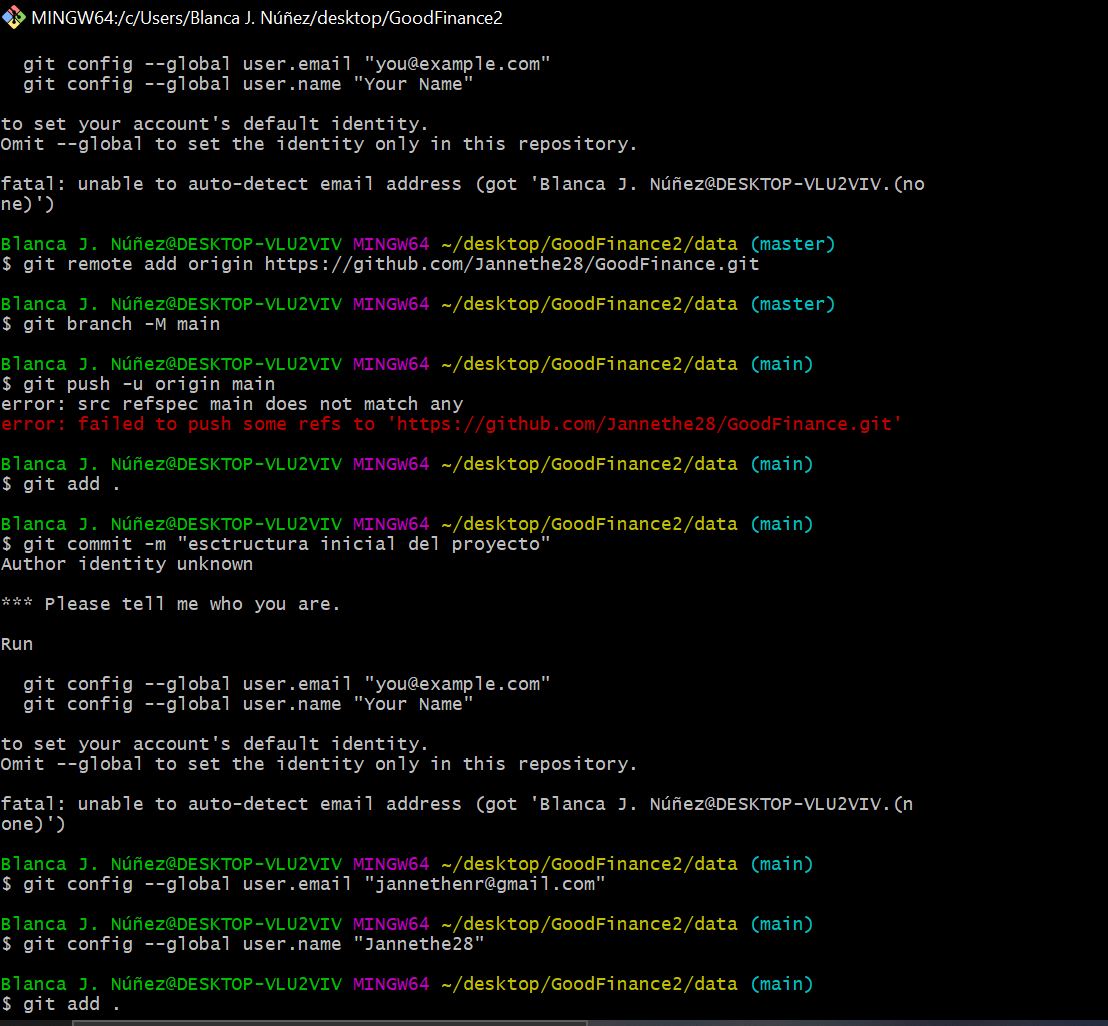 MINGW64:/c/Users/Blanca J. Núñez/desktop/GoodFinance2
git config --global user.email "you@example.com"
git config --global user.name "Your Name"
to set your account's default identity.
Omit --global to set the identity only in this repository.
fatal: unable to auto-detect email address (got 'Blanca J. Núñez@DESKTOP-VLU2VIV.(no
ne)')
Blanca J. Núñez@DESKTOP-VLU2VIV MINGW64 ~/desktop/GoodFinance2/data (master)
$ git remote add origin https://github.com/Jannethe28/GoodFinance.git
Blanca J. Núñez@DESKTOP-VLU2VIV MINGW64 ~/desktop/GoodFinance2/data (master)
$ git branch -M main
Blanca J. Núñez@DESKTOP-VLU2VIV MINGW64 ~/desktop/GoodFinance2/data (main)
$ git push -u origin main
error: src refspec main does not match any
error: failed to push some refs to 'https://github.com/Jannethe28/GoodFinance.git'
Blanca J. Núñez@DESKTOP-VLU2VIV MINGW64 ~/desktop/GoodFinance2/data (main)
$ git add .
Blanca J. Núñez@DESKTOP-VLU2VIV MINGW64 ~/desktop/GoodFinance2/data (main)
$ git commit -m "esctructura inicial del proyecto"
Author identity unknown
*** Please tell me who you are.
Run
git config --global user.email "you@example.com"
git config --global user.name "Your Name"
to set your account's default identity.
Omit --global to set the identity only in this repository.
fatal: unable to auto-detect email address (got 'Blanca J. Núñez@DESKTOP-VLU2VIV.(n
one)')
Blanca J. Núñez@DESKTOP-VLU2VIV MINGW64 ~/desktop/GoodFinance2/data (main)
$ git config --global user.email "jannethenr@gmail.com"
Blanca J. Núñez@DESKTOP-VLU2VIV MINGW64 ~/desktop/GoodFinance2/data (main)
$ git config --global user.name "Jannethe28"
Blanca J. Núñez@DESKTOP-VLU2VIV MINGW64 ~/desktop/GoodFinance2/data (main)
$ git add .